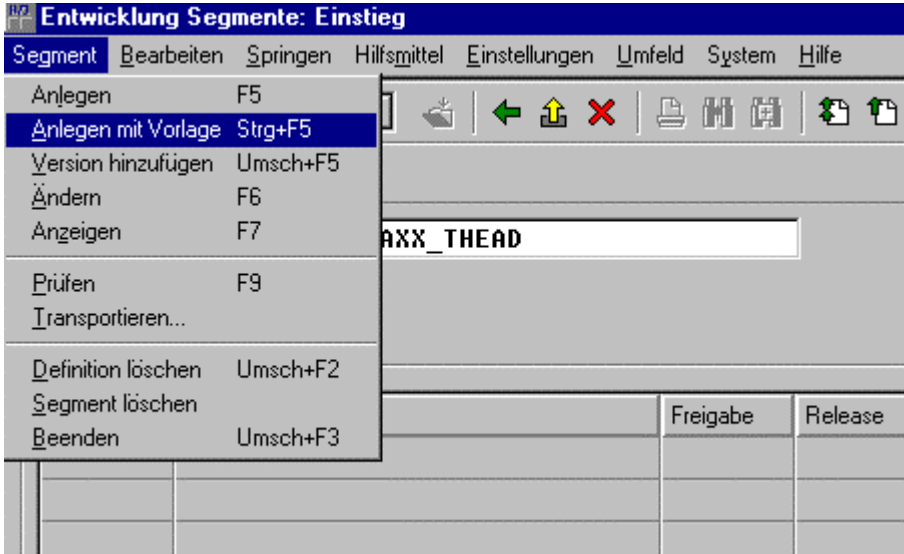 Entwicklung Segmente: Einstieg
Segment Bearbeiten Springen Hilfsmittel Einstellungen Umfeld System Hilfe
Anlegen F5
Anlegen mit Vorlage Strg+F5
Version hinzufügen Umsch+F5
Ändern F6
Anzeigen F7
AXX_THEAD
Prüfen F9
Transportieren...
Definition löschen Umsch+F2
Segment löschen
Freigabe Release
Beenden Umsch+F3